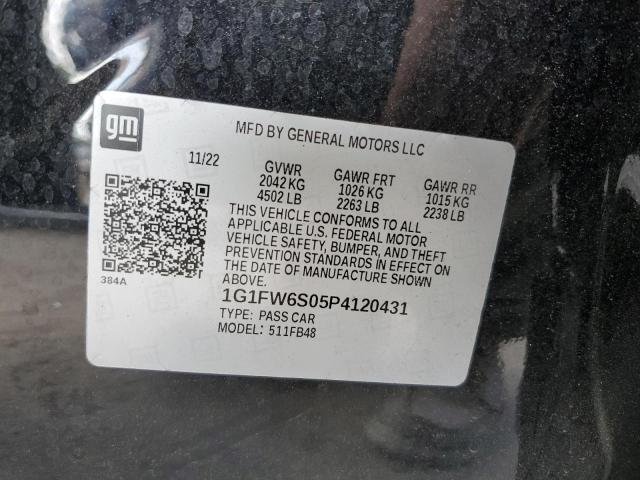 gm
MFD BY GENERAL MOTORS LLC
11/22 GVWR GAWR FRT GAWR RR
2042 KG 1026 KG 1015 KG
4502 LB 2263 LB 2238 LB
THIS VEHICLE CONFORMS TO ALL
APPLICABLE U.S. FEDERAL MOTOR
VEHICLE SAFETY, BUMPER, AND THEFT
PREVENTION STANDARDS IN EFFECT ON
THE DATE OF MANUFACTURE SHOWN
ABOVE.
384A
1G1FW6S05P4120431
TYPE: PASS CAR
MODEL: 511FB48